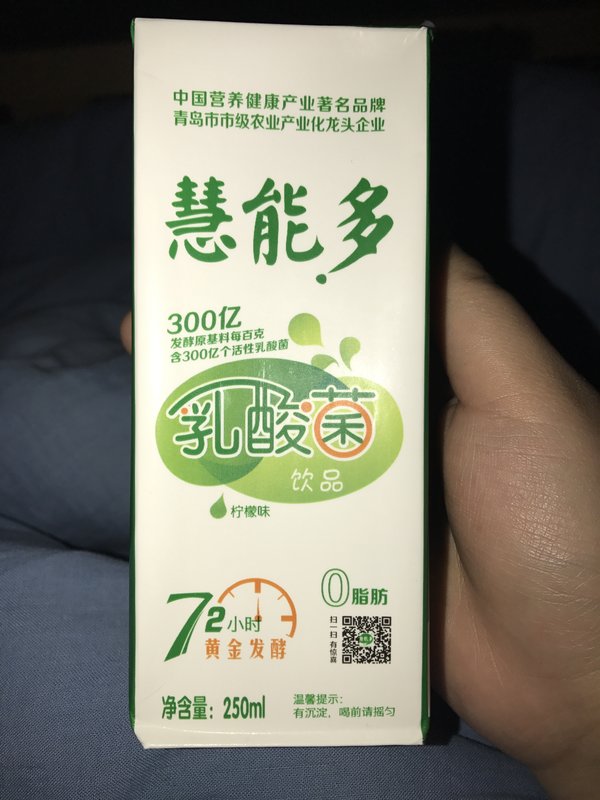 中国营养健康产业著名品牌
青岛市市级农业产业化龙头企业
慧能多
300亿
发酵原基料每百克
含300亿个活性乳酸菌
乳酸菌
饮品
柠檬味
72小时
黄金发酵
0脂肪
扫一扫有惊喜
净含量：250ml
温馨提示：
有沉淀，喝前请摇匀